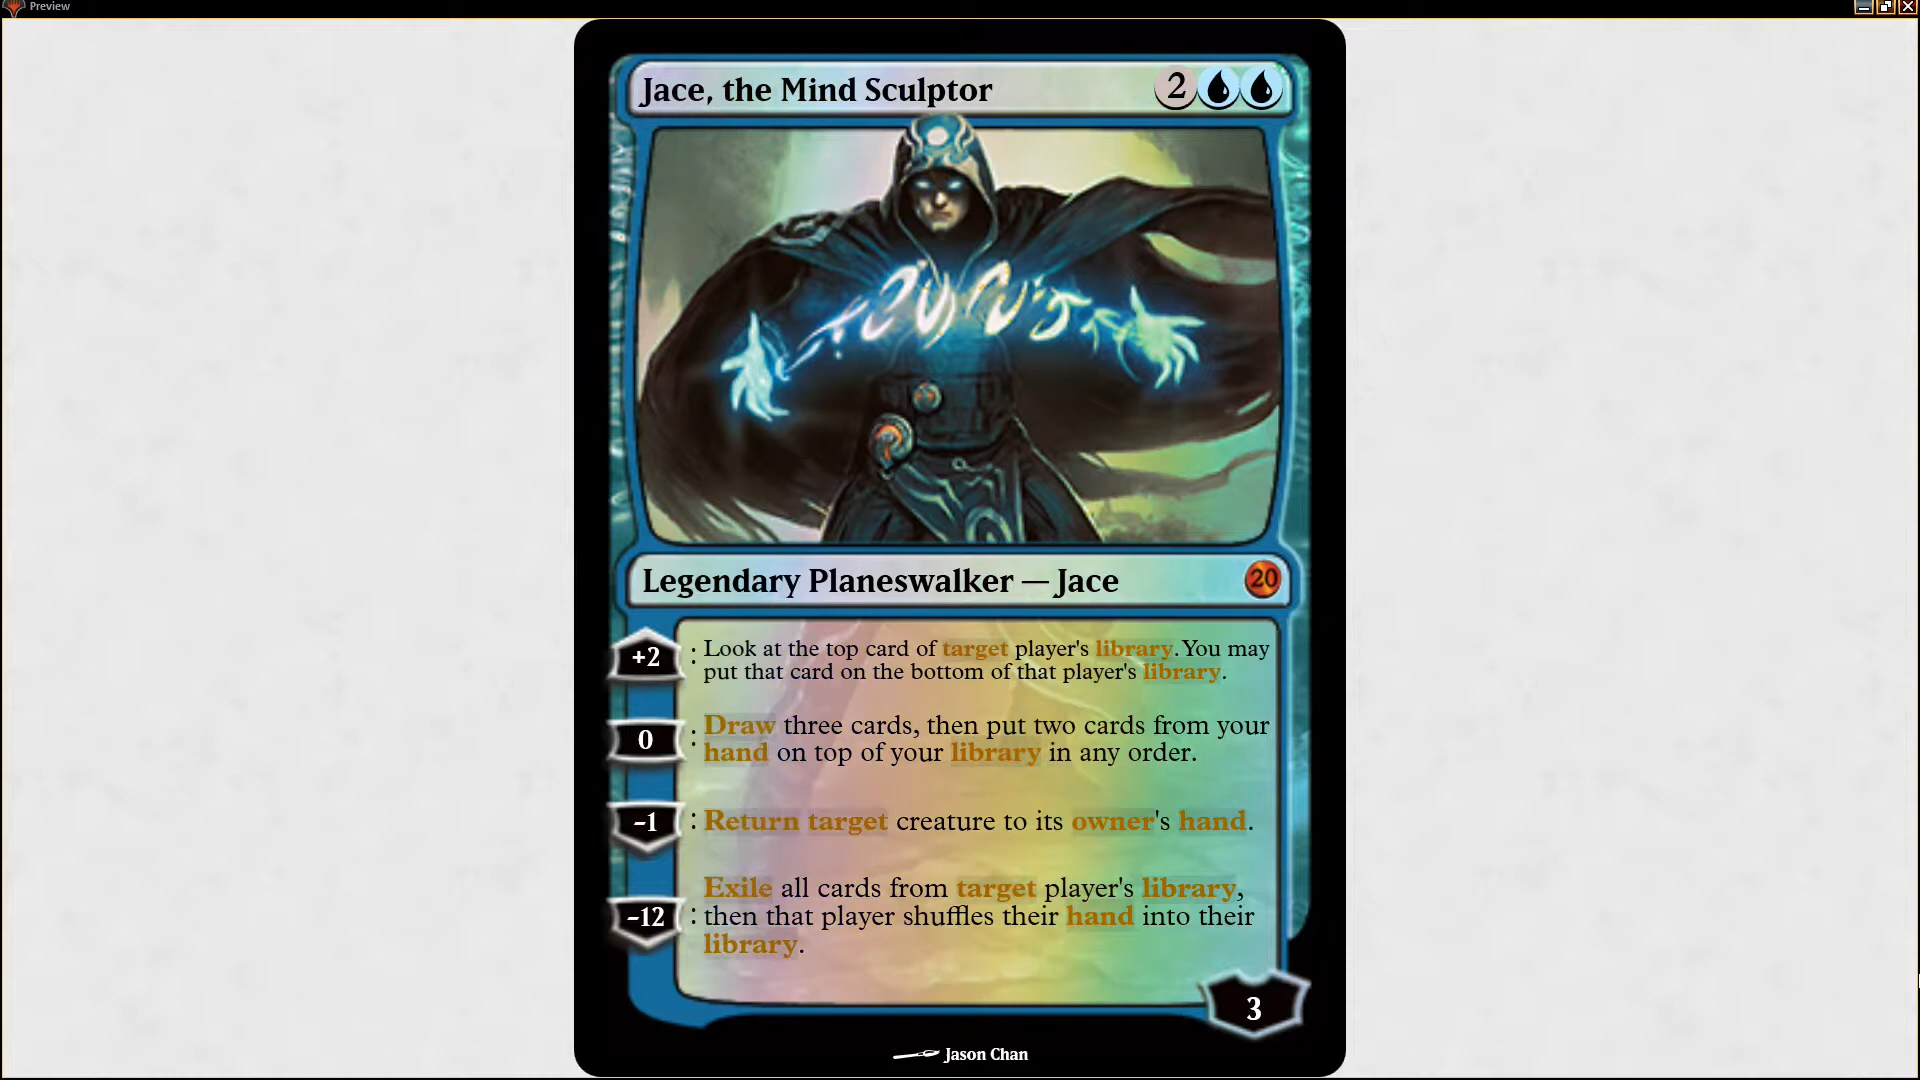 Preview
Jace, the Mind Sculptor 2
Legendary Planeswalker — Jace 20
+2 : Look at the top card of target player's library. You may
put that card on the bottom of that player's library.
0 : Draw three cards, then put two cards from your
hand on top of your library in any order.
–1 : Return target creature to its owner's hand.
Exile all cards from target player's library,
–12 : then that player shuffles their hand into their
library.
3
Jason Chan